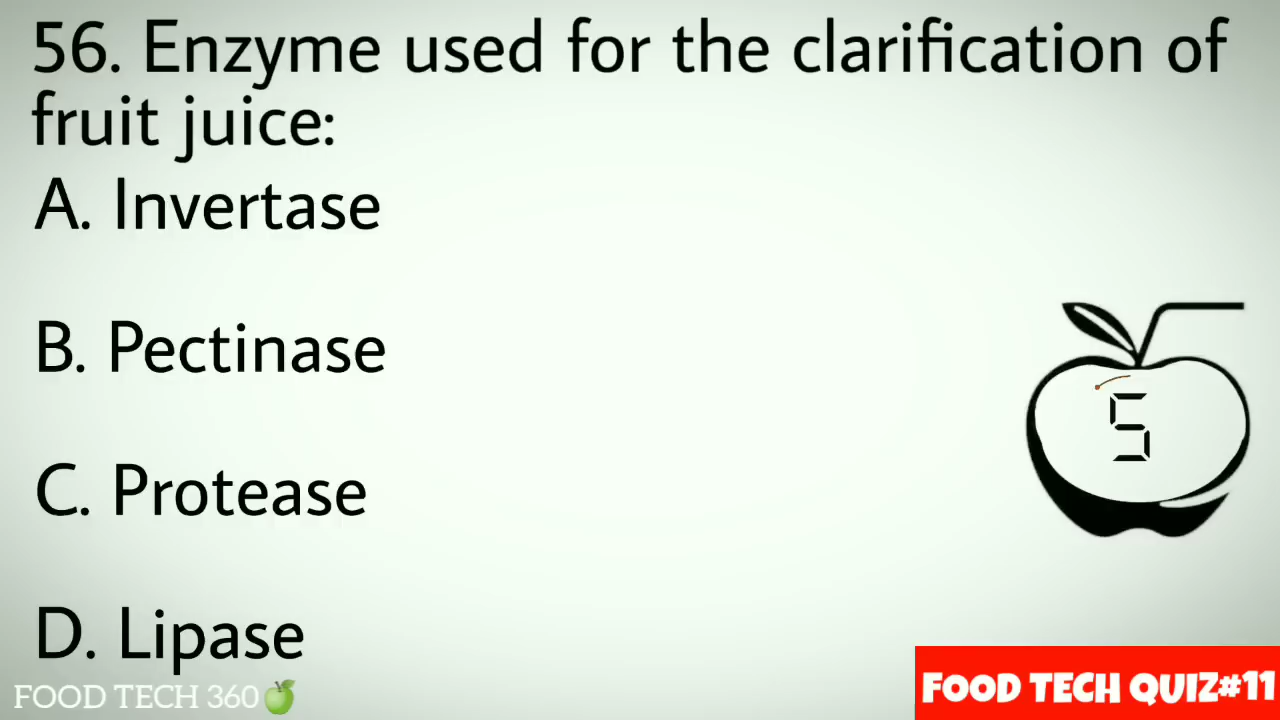 56. Enzyme used for the clarification of
fruit juice:
A. Invertase
B. Pectinase
C. Protease
D. Lipase
5
FOOD TECH 360
FOOD TECH QUIZ#11